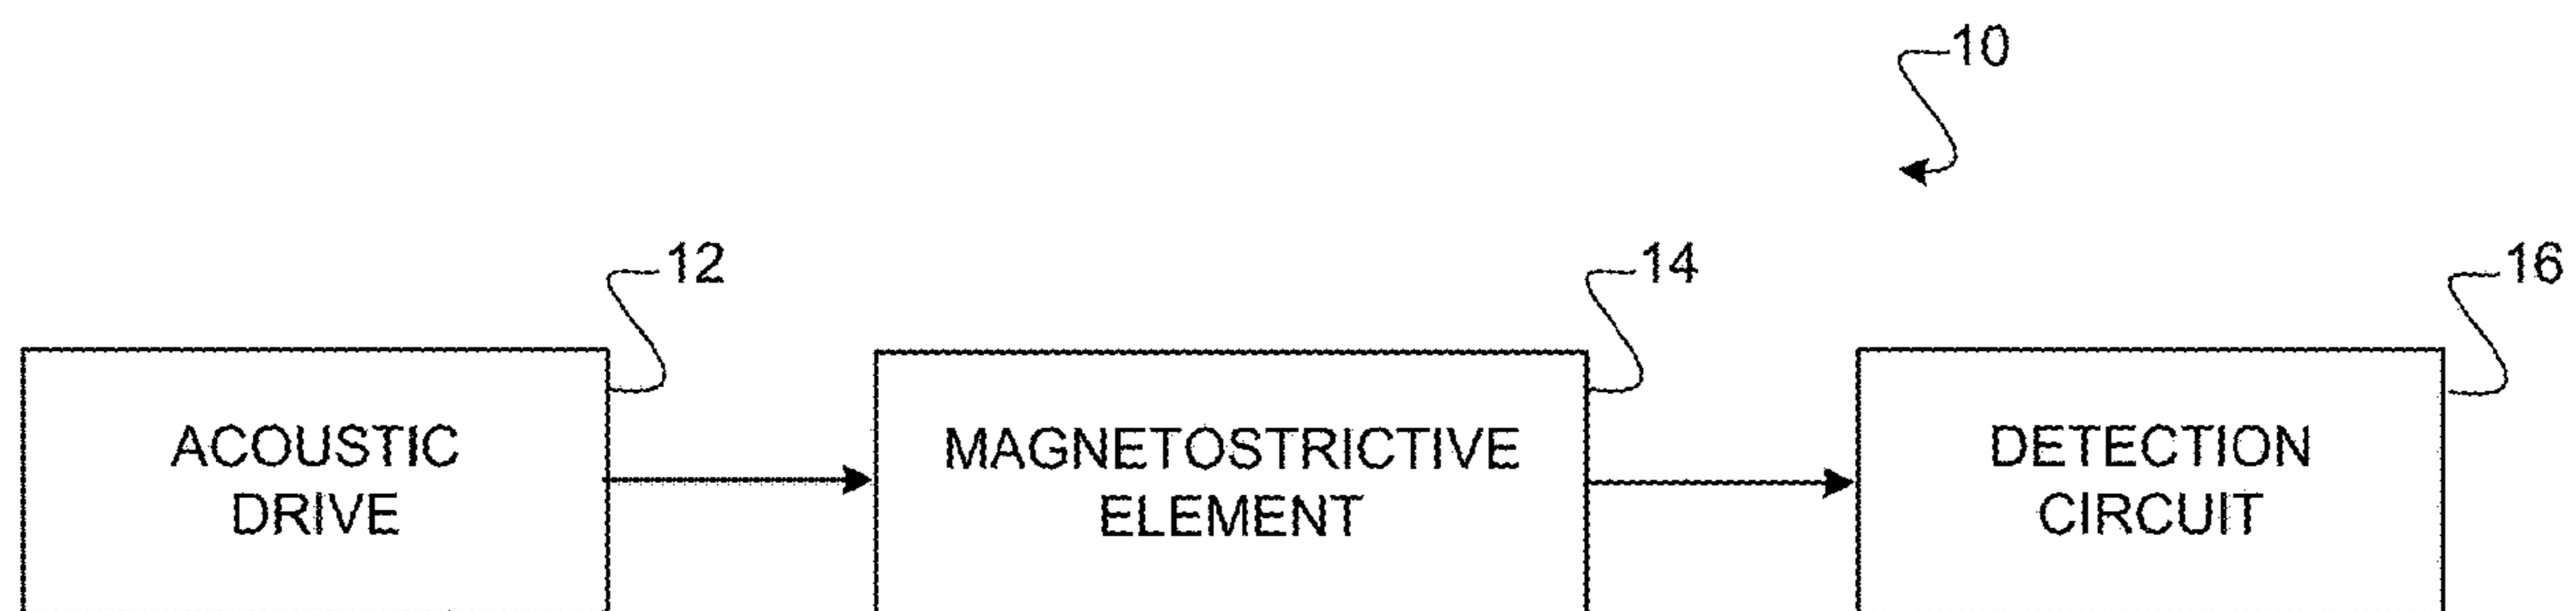 10
12
14
16
ACOUSTIC
DRIVE
MAGNETOSTRICTIVE
ELEMENT
DETECTION
CIRCUIT